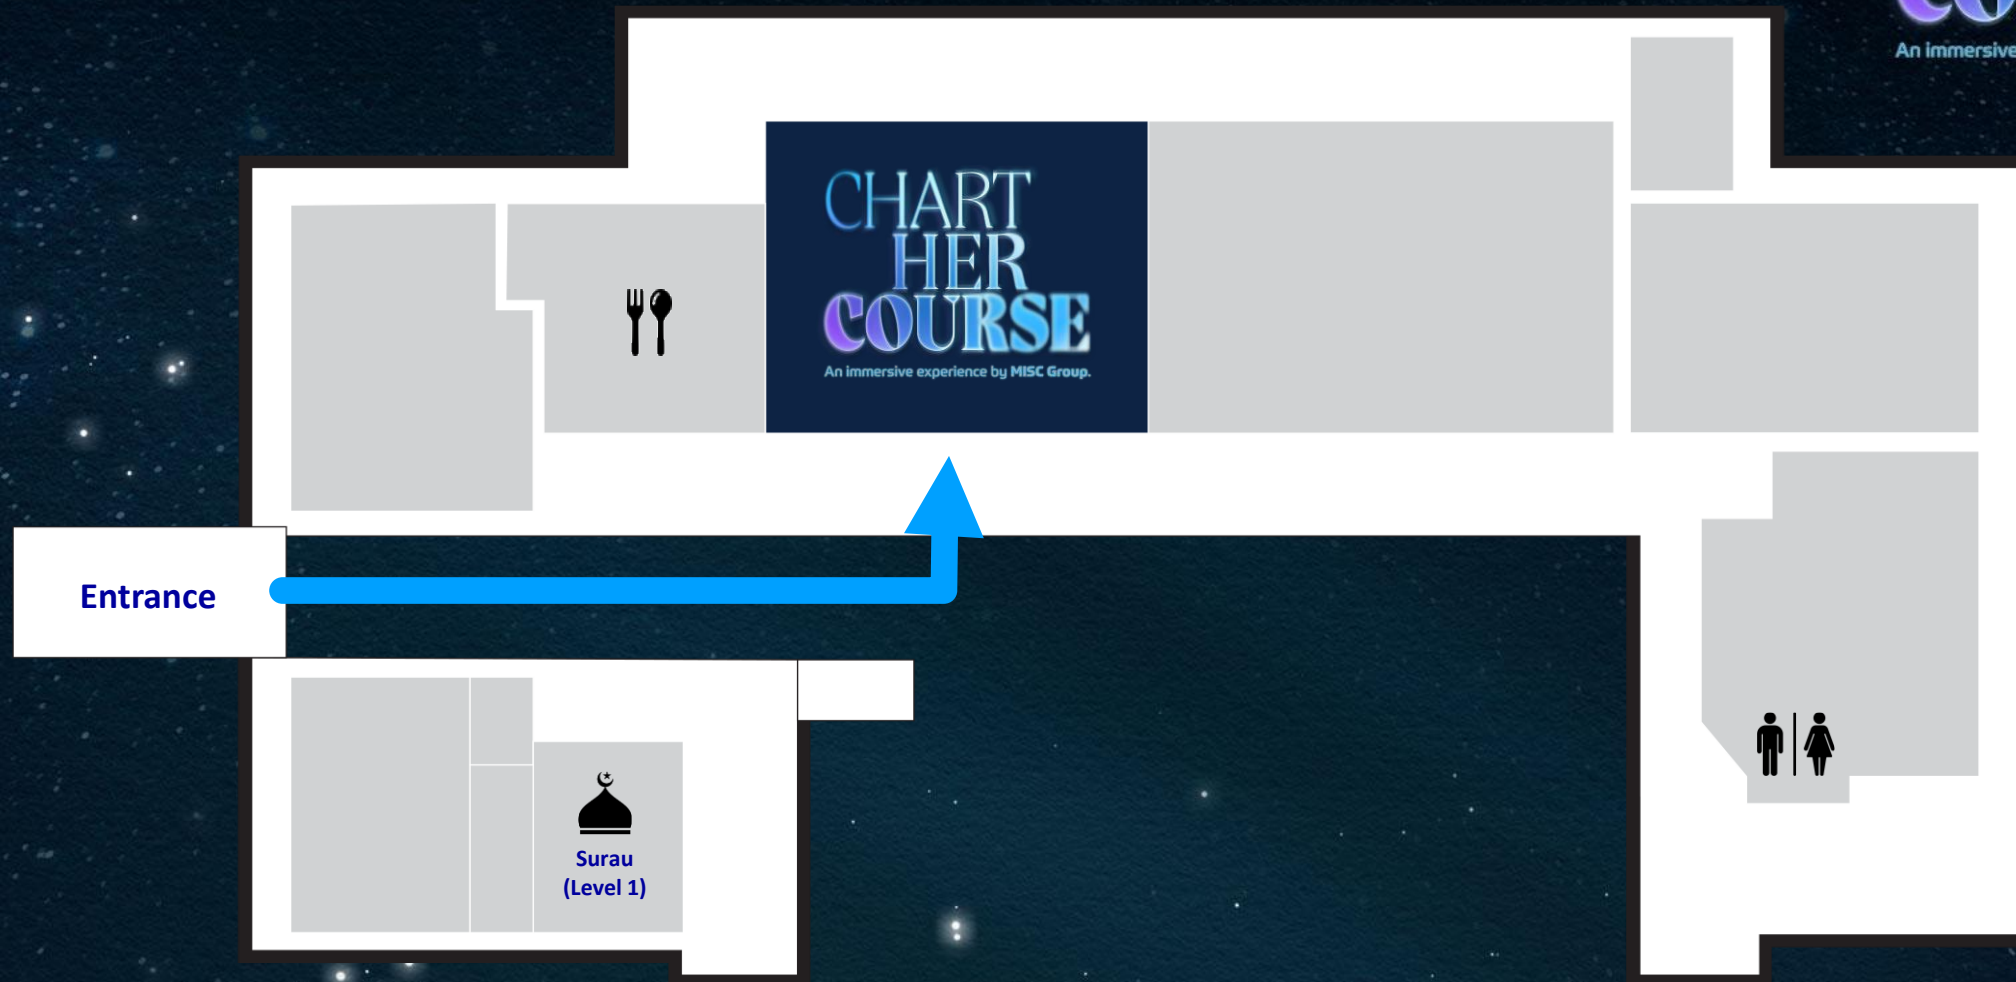 An immersive
CHART
HER
COURSE
An immersive experience by MISC Group.
Entrance
Surau
(Level 1)